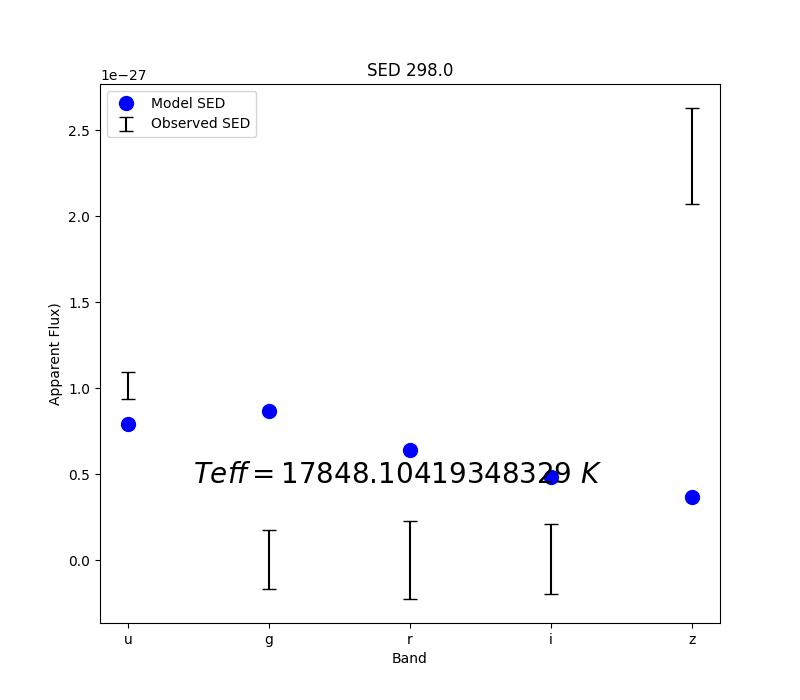 SED 298.0
1e−27
Model SED
Observed SED
2.5
2.0
1.5
1.0
0.5
0.0
Apparent Flux)
Teff = 17848.10419348329 K
u g r i z
Band